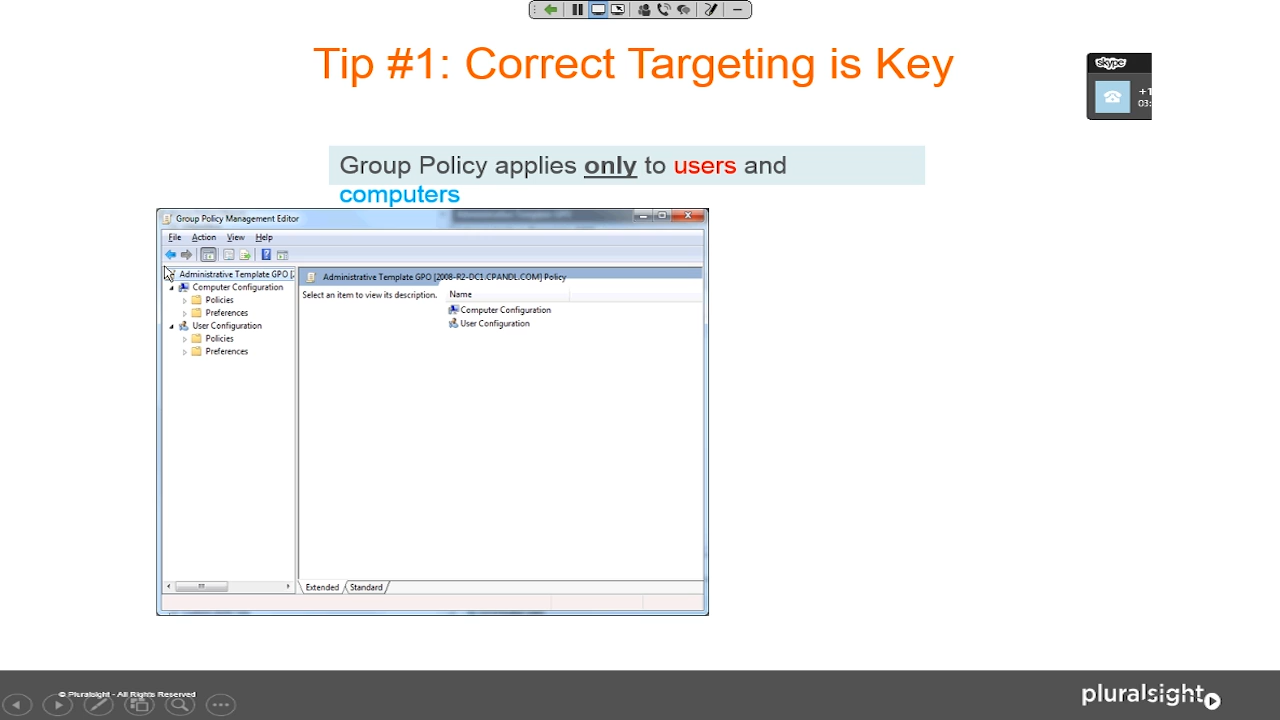 Tip #1: Correct Targeting is Key
skype
+1
03:
Group Policy applies only to users and
computers
Group Policy Management Editor
File Action View Help
Administrative Template GPO [
Computer Configuration
Policies
Preferences
User Configuration
Policies
Preferences
Administrative Template GPO [2008-R2-DC1.CPANDL.COM] Policy
Select an item to view its description.
Name
Computer Configuration
User Configuration
Extended Standard
© Pluralsight - All Rights Reserved
pluralsight